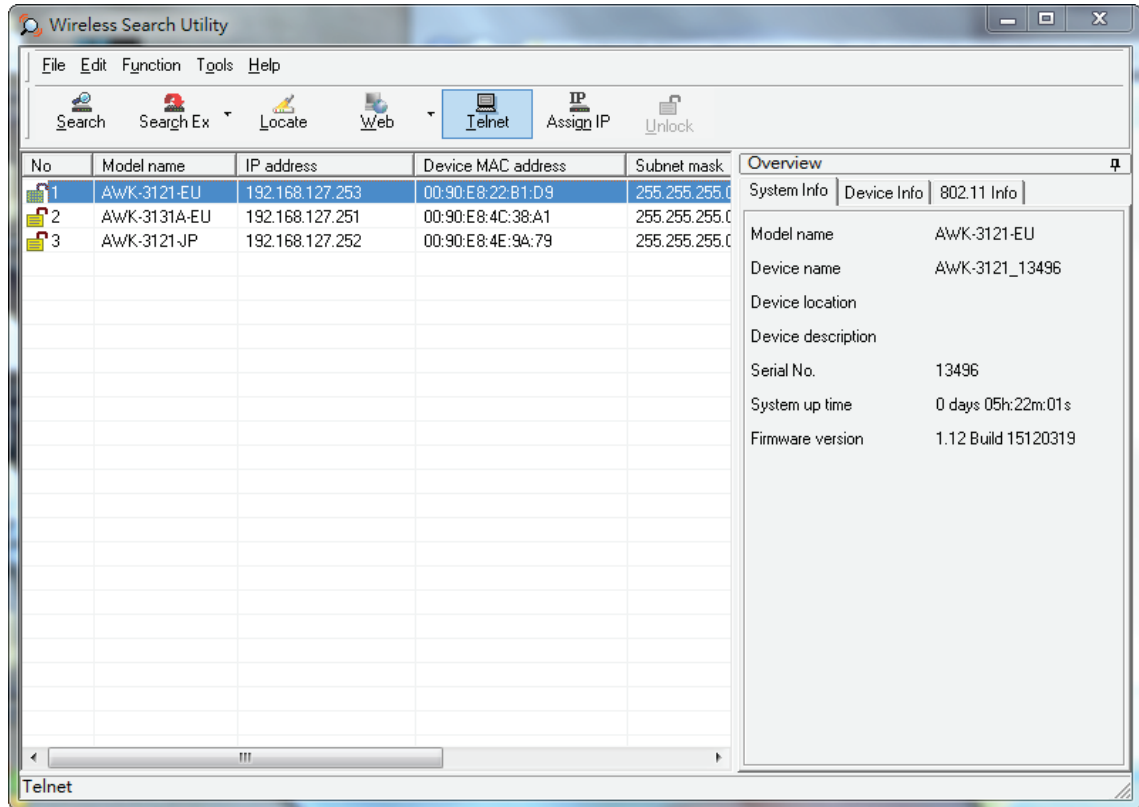 Wireless Search Utility
File Edit Function Tools Help
Search Search Ex Locate Web Telnet Assign IP Unlock
No Model name IP address Device MAC address Subnet mask
1 AWK-3121-EU 192.168.127.253 00:90:E8:22:B1:D9 255.255.255.0
2 AWK-3131A-EU 192.168.127.251 00:90:E8:4C:38:A1 255.255.255.0
3 AWK-3121-JP 192.168.127.252 00:90:E8:4E:9A:79 255.255.255.0
Overview
System Info Device Info 802.11 Info
Model name AWK-3121-EU
Device name AWK-3121_13496
Device location
Device description
Serial No. 13496
System up time 0 days 05h:22m:01s
Firmware version 1.12 Build 15120319
Telnet